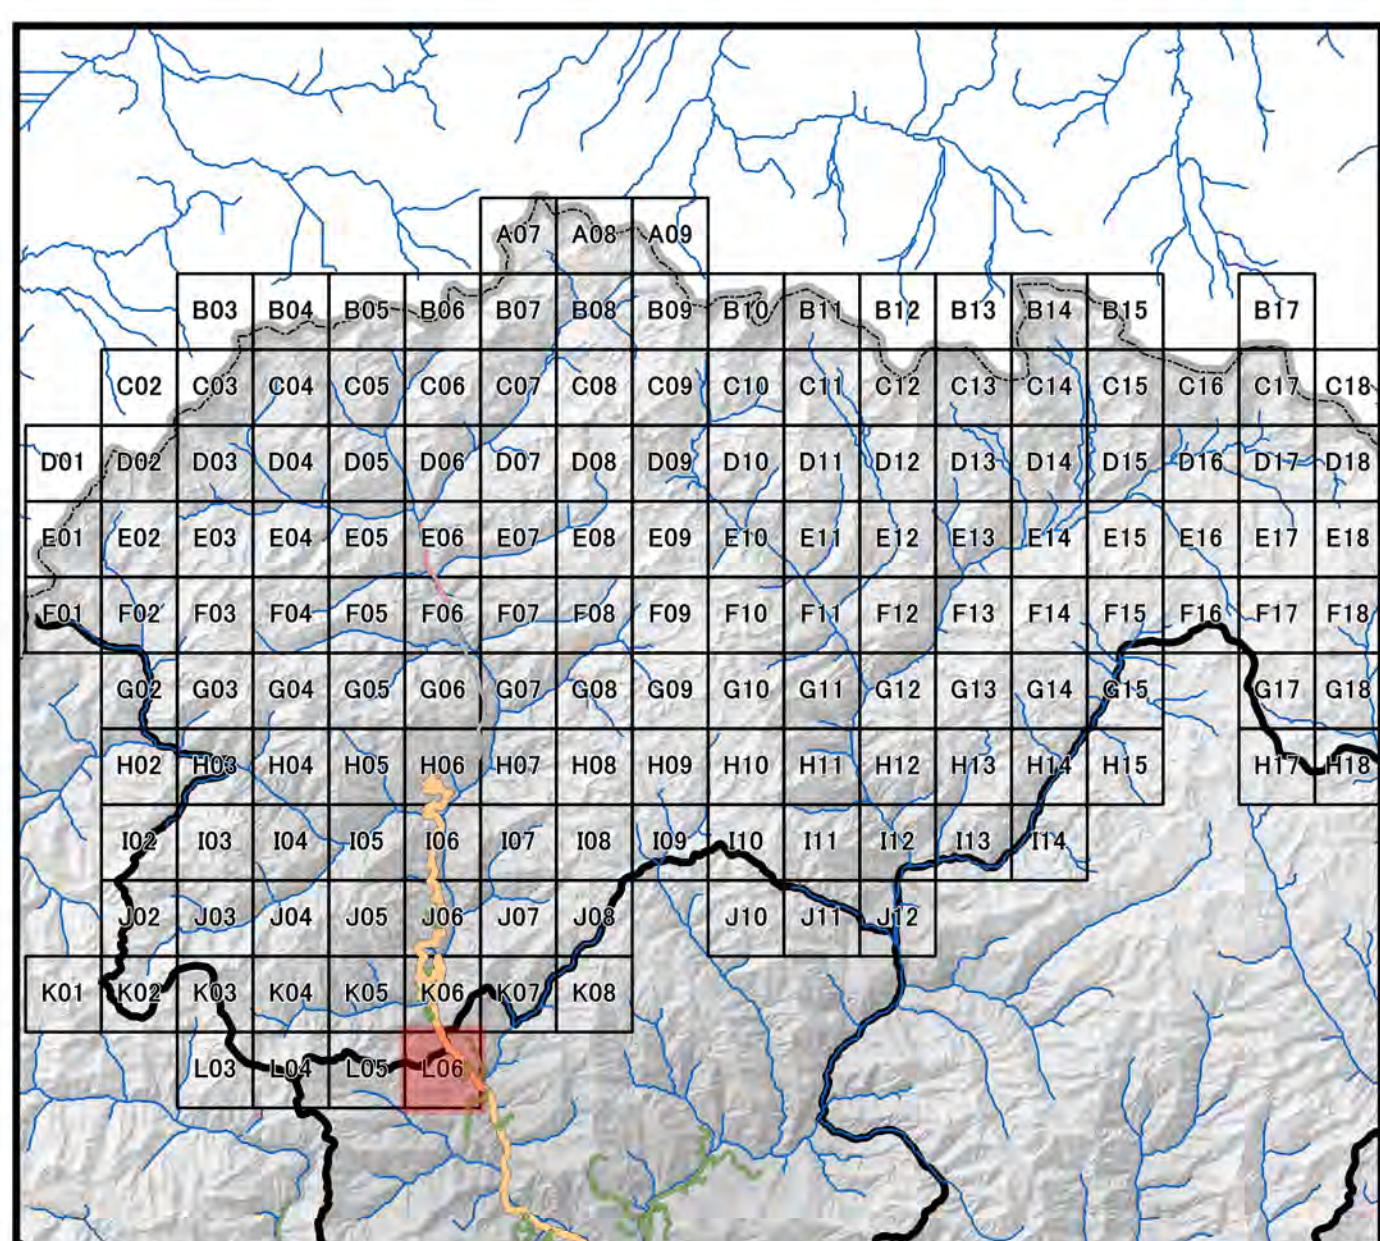 A07 A08 A09
B03 B04 B05 B06 B07 B08 B09 B10 B11 B12 B13 B14 B15 B17
C02 C03 C04 C05 C06 C07 C08 C09 C10 C11 C12 C13 C14 C15 C16 C17 C18
D01 D02 D03 D04 D05 D06 D07 D08 D09 D10 D11 D12 D13 D14 D15 D16 D17 D18
E01 E02 E03 E04 E05 E06 E07 E08 E09 E10 E11 E12 E13 E14 E15 E16 E17 E18
F01 F02 F03 F04 F05 F06 F07 F08 F09 F10 F11 F12 F13 F14 F15 F16 F17 F18
G02 G03 G04 G05 G06 G07 G08 G09 G10 G11 G12 G13 G14 G15 G17 G18
H02 H03 H04 H05 H06 H07 H08 H09 H10 H11 H12 H13 H14 H15 H17 H18
I02 I03 I04 I05 I06 I07 I08 I09 I10 I11 I12 I13 I14
J02 J03 J04 J05 J06 J07 J08 J10 J11 J12
K01 K02 K03 K04 K05 K06 K07 K08
L03 L04 L05 L06